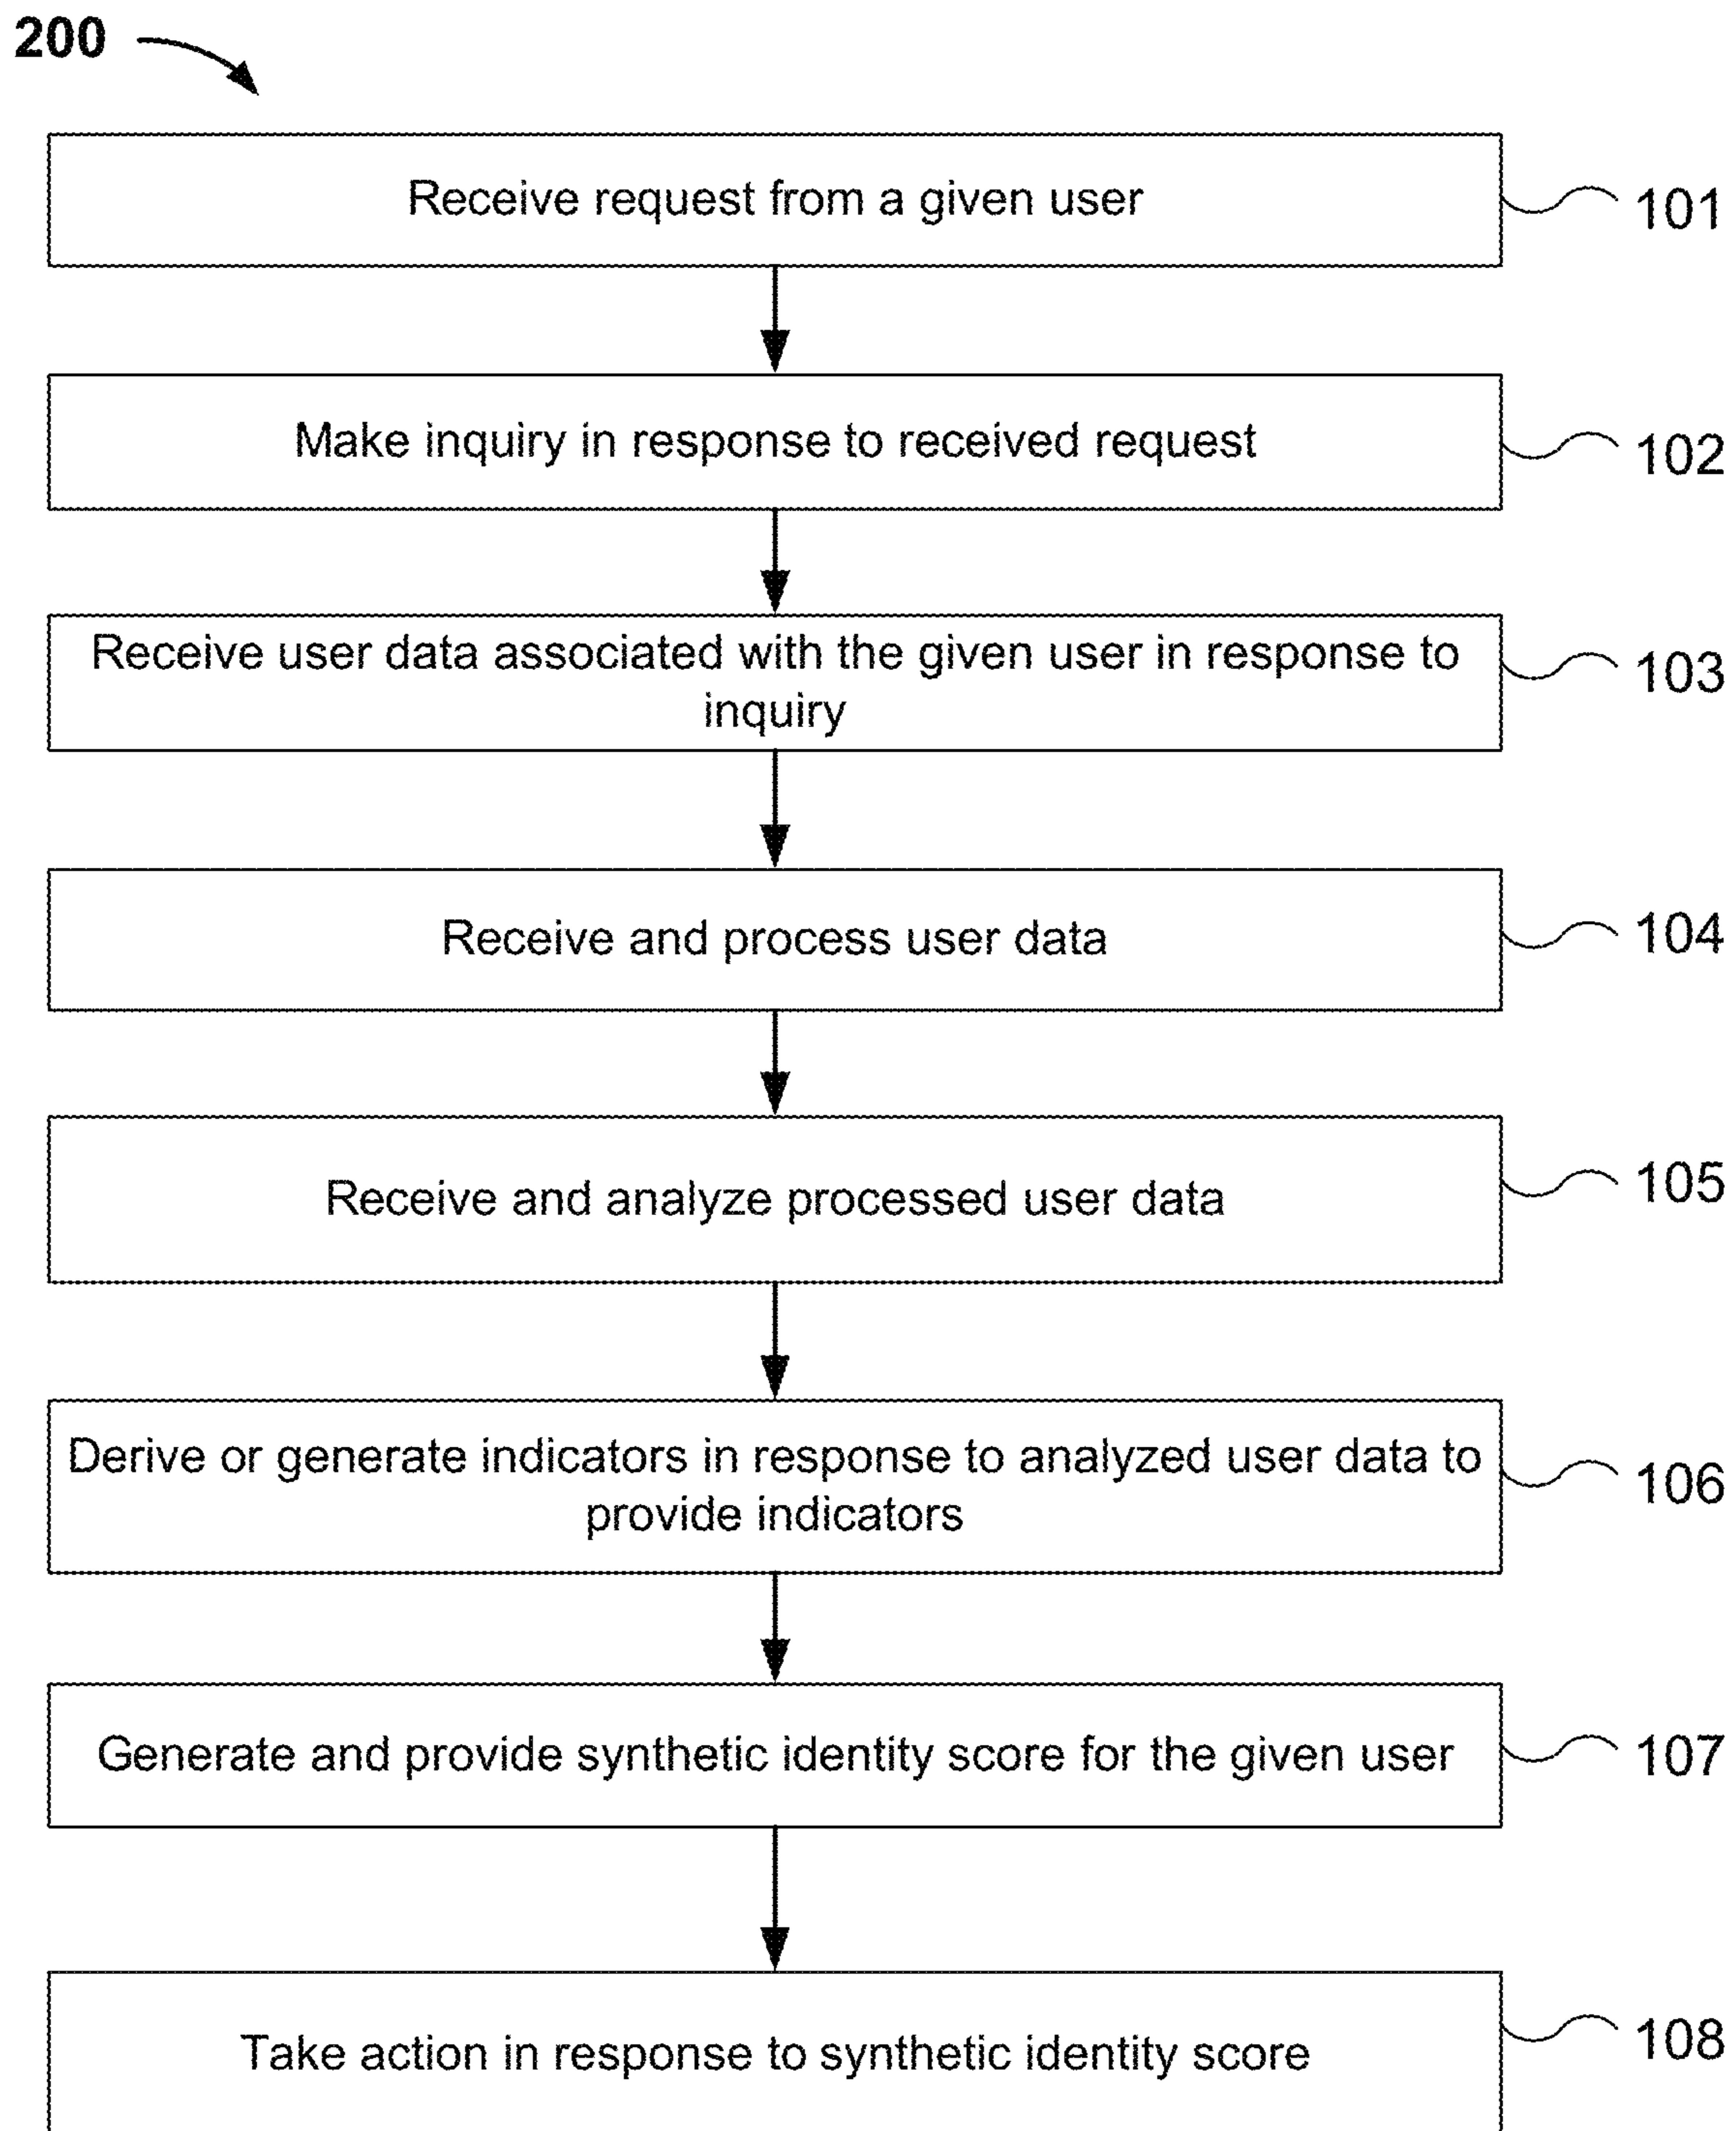 200
Receive request from a given user
101
Make inquiry in response to received request
102
Receive user data associated with the given user in response to
inquiry
103
Receive and process user data
104
Receive and analyze processed user data
105
Derive or generate indicators in response to analyzed user data to
provide indicators
106
Generate and provide synthetic identity score for the given user
107
Take action in response to synthetic identity score
108